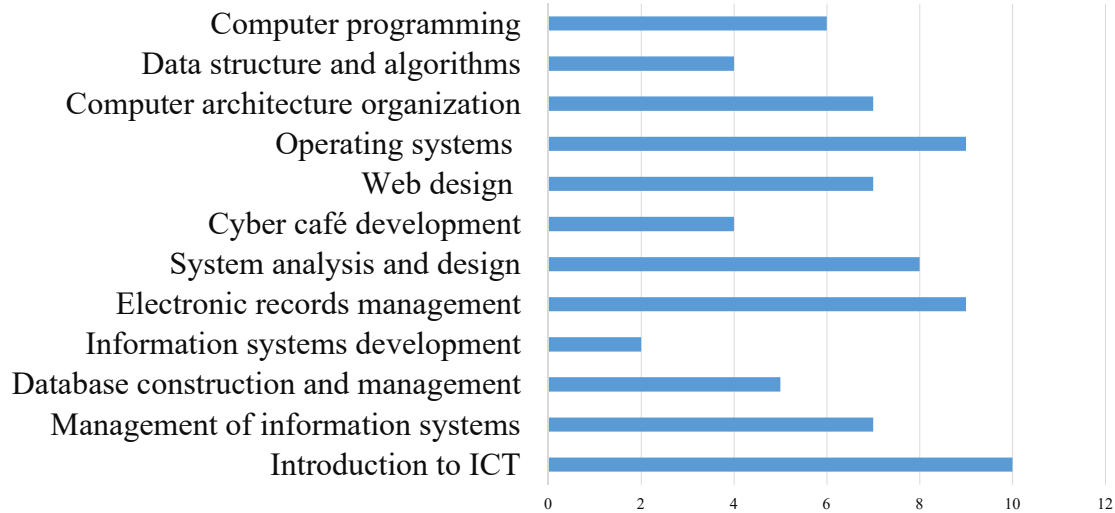 Computer programming
Data structure and algorithms
Computer architecture organization
Operating systems
Web design
Cyber café development
System analysis and design
Electronic records management
Information systems development
Database construction and management
Management of information systems
Introduction to ICT
0 2 4 6 8 10 12